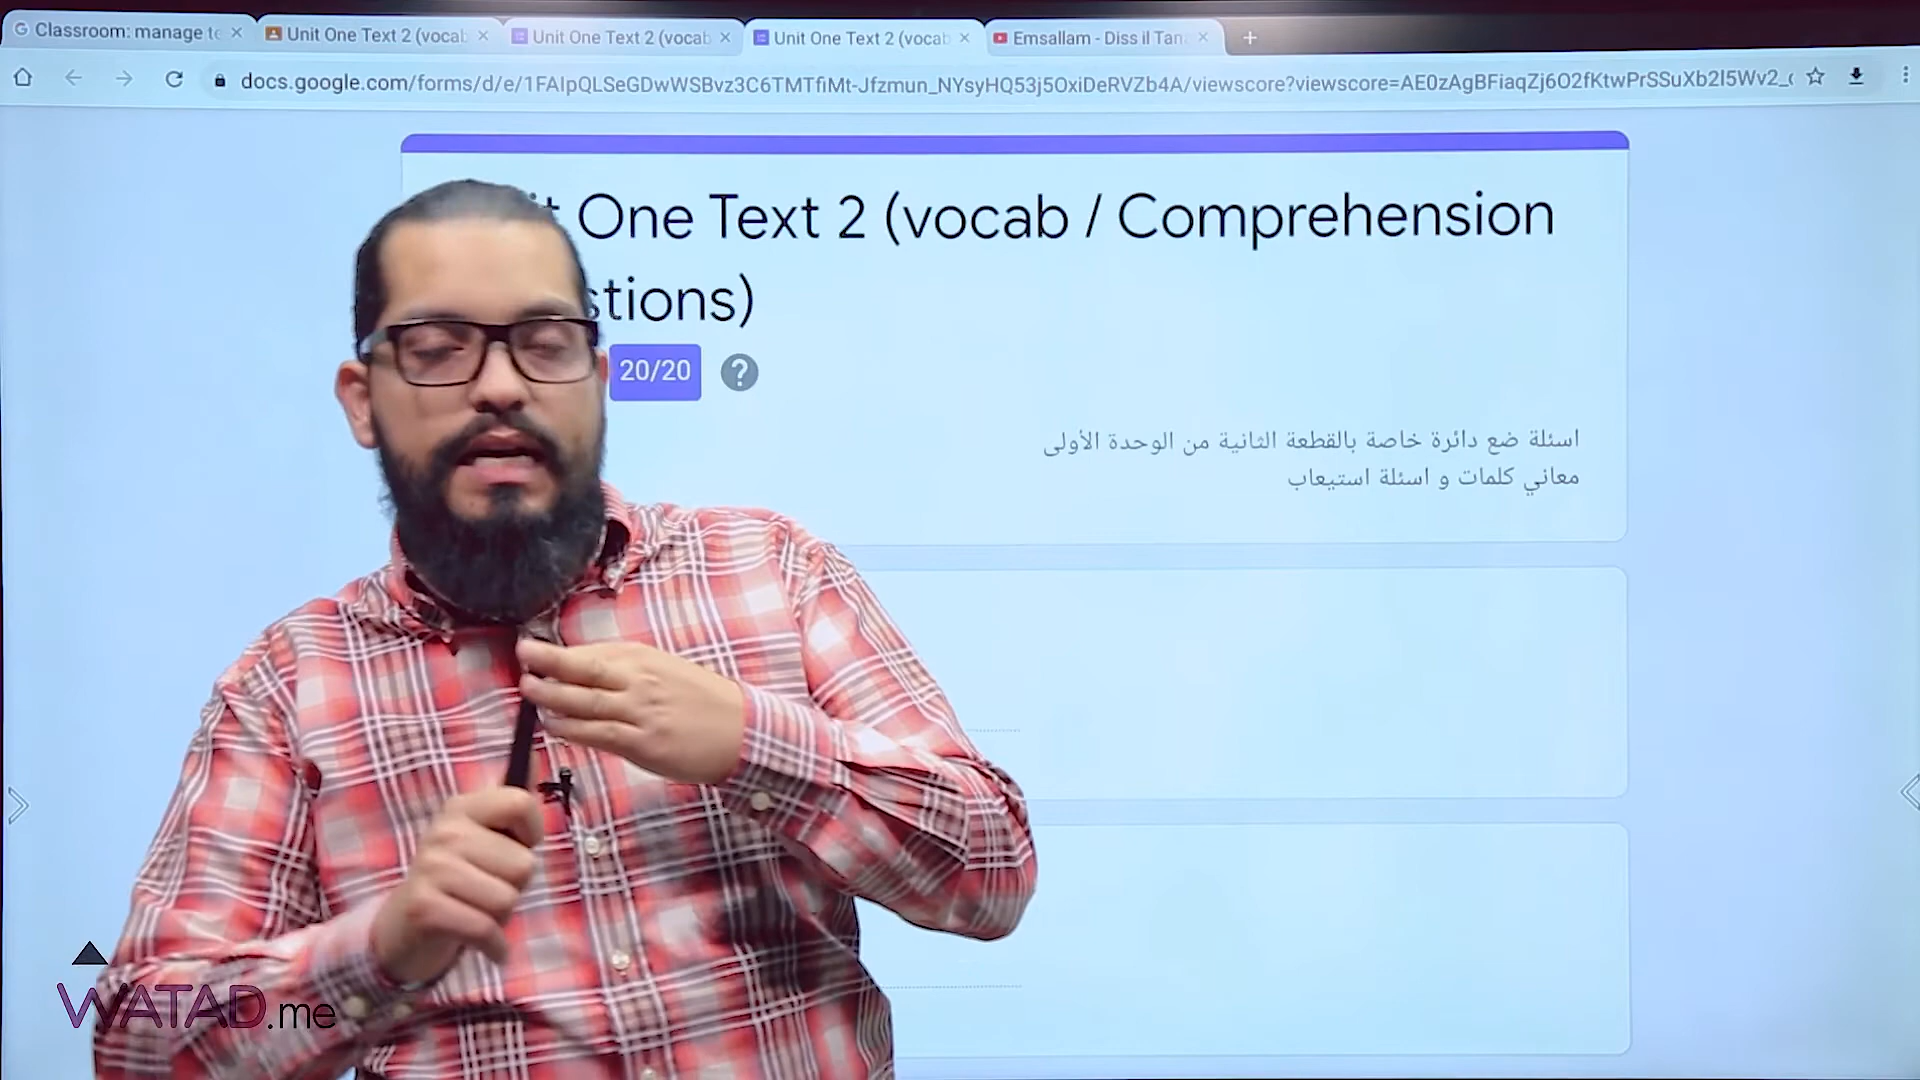 Classroom: manage te
Unit One Text 2 (vocab
Unit One Text 2 (vocab
Unit One Text 2 (vocab
Emsallam - Diss il Tan
docs.google.com/forms/d/e/1FAIpQLSeGDwWSBvz3C6TMTfiMt-Jfzmun_NYsyHQ53j5OxiDeRVZb4A/viewscore?viewscore=AE0zAgBFiaqZj6O2fKtwPrSSuXb2l5Wv2_
One Text 2 (vocab / Comprehension
stions)
20/20
اسئلة ضع دائرة خاصة بالقطعة الثانية من الوحدة الأولى
معاني كلمات و اسئلة استيعاب
WATAD.me